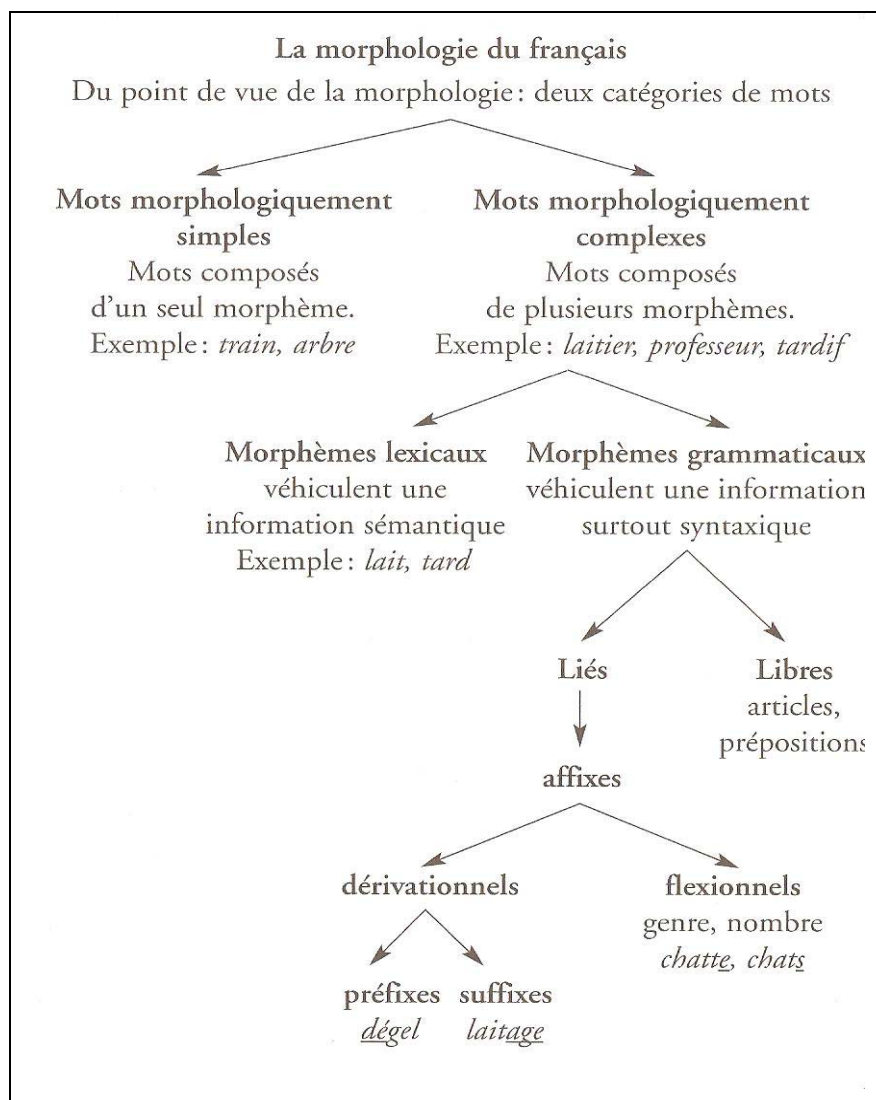 La morphologie du français
Du point de vue de la morphologie : deux catégories de mots
Mots morphologiquement
simples
Mots composés
d'un seul morphème.
Exemple : train, arbre
Mots morphologiquement
complexes
Mots composés
de plusieurs morphèmes.
Exemple : laitier, professeur, tardif
Morphèmes lexicaux
véhiculent une
information sémantique
Exemple : lait, tard
Morphèmes grammaticaux
véhiculent une information
surtout syntaxique
Liés
Libres
articles,
prépositions
affixes
dérivationnels
flexionnels
genre, nombre
chatte, chats
préfixes
dégel
suffixes
laitage